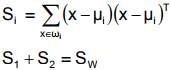 Sᵢ = ∑ (x-μᵢ)(x-μᵢ)ᵀ
x∈ωᵢ
S₁ + S₂ = S_W